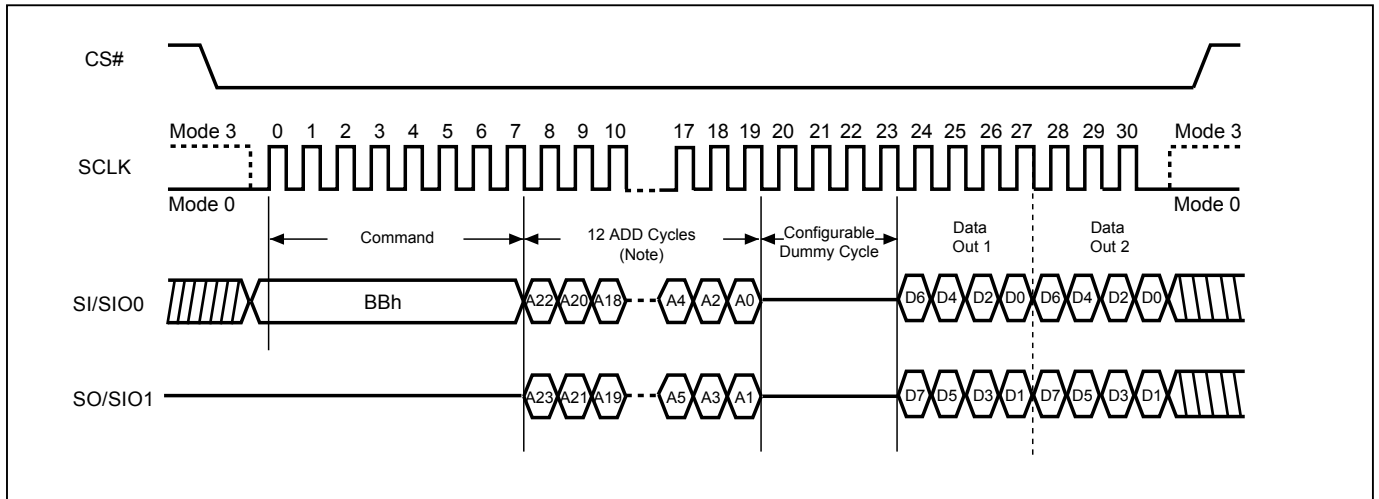 CS#
Mode 3 0 1 2 3 4 5 6 7 8 9 10 17 18 19 20 21 22 23 24 25 26 27 28 29 30 Mode 3
SCLK
Mode 0 Mode 0
Command 12 ADD Cycles Configurable Data Data
(Note) Dummy Cycle Out 1 Out 2
SI/SIO0 BBh A22 A20 A18 A4 A2 A0 D6 D4 D2 D0 D6 D4 D2 D0
SO/SIO1 A23 A21 A19 A5 A3 A1 D7 D5 D3 D1 D7 D5 D3 D1